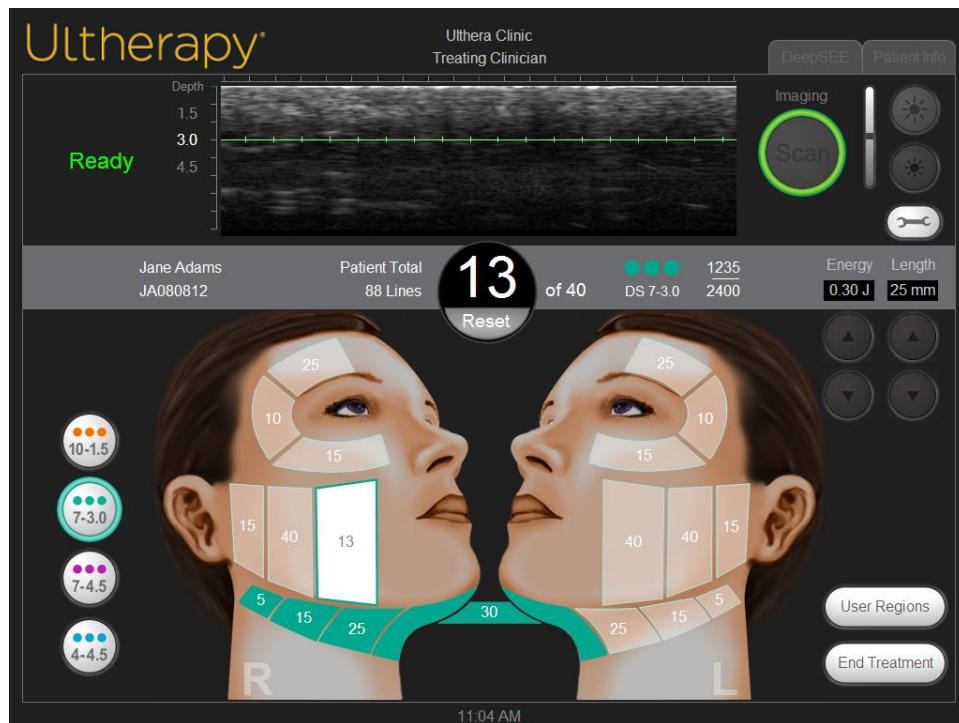 Ultherapy
Ulthera Clinic
Treating Clinician
DeepSEE
Patient Info
Depth
1.5
3.0
4.5
Ready
Imaging
Scan
Jane Adams
JA080812
Patient Total
88 Lines
13
Reset
of 40
DS 7-3.0
1235
2400
Energy
0.30 J
Length
25 mm
25
10
15
15
40
13
5
15
25
30
25
10
15
40
40
15
25
15
5
10-1.5
7-3.0
7-4.5
4-4.5
R
L
User Regions
End Treatment
11:04 AM